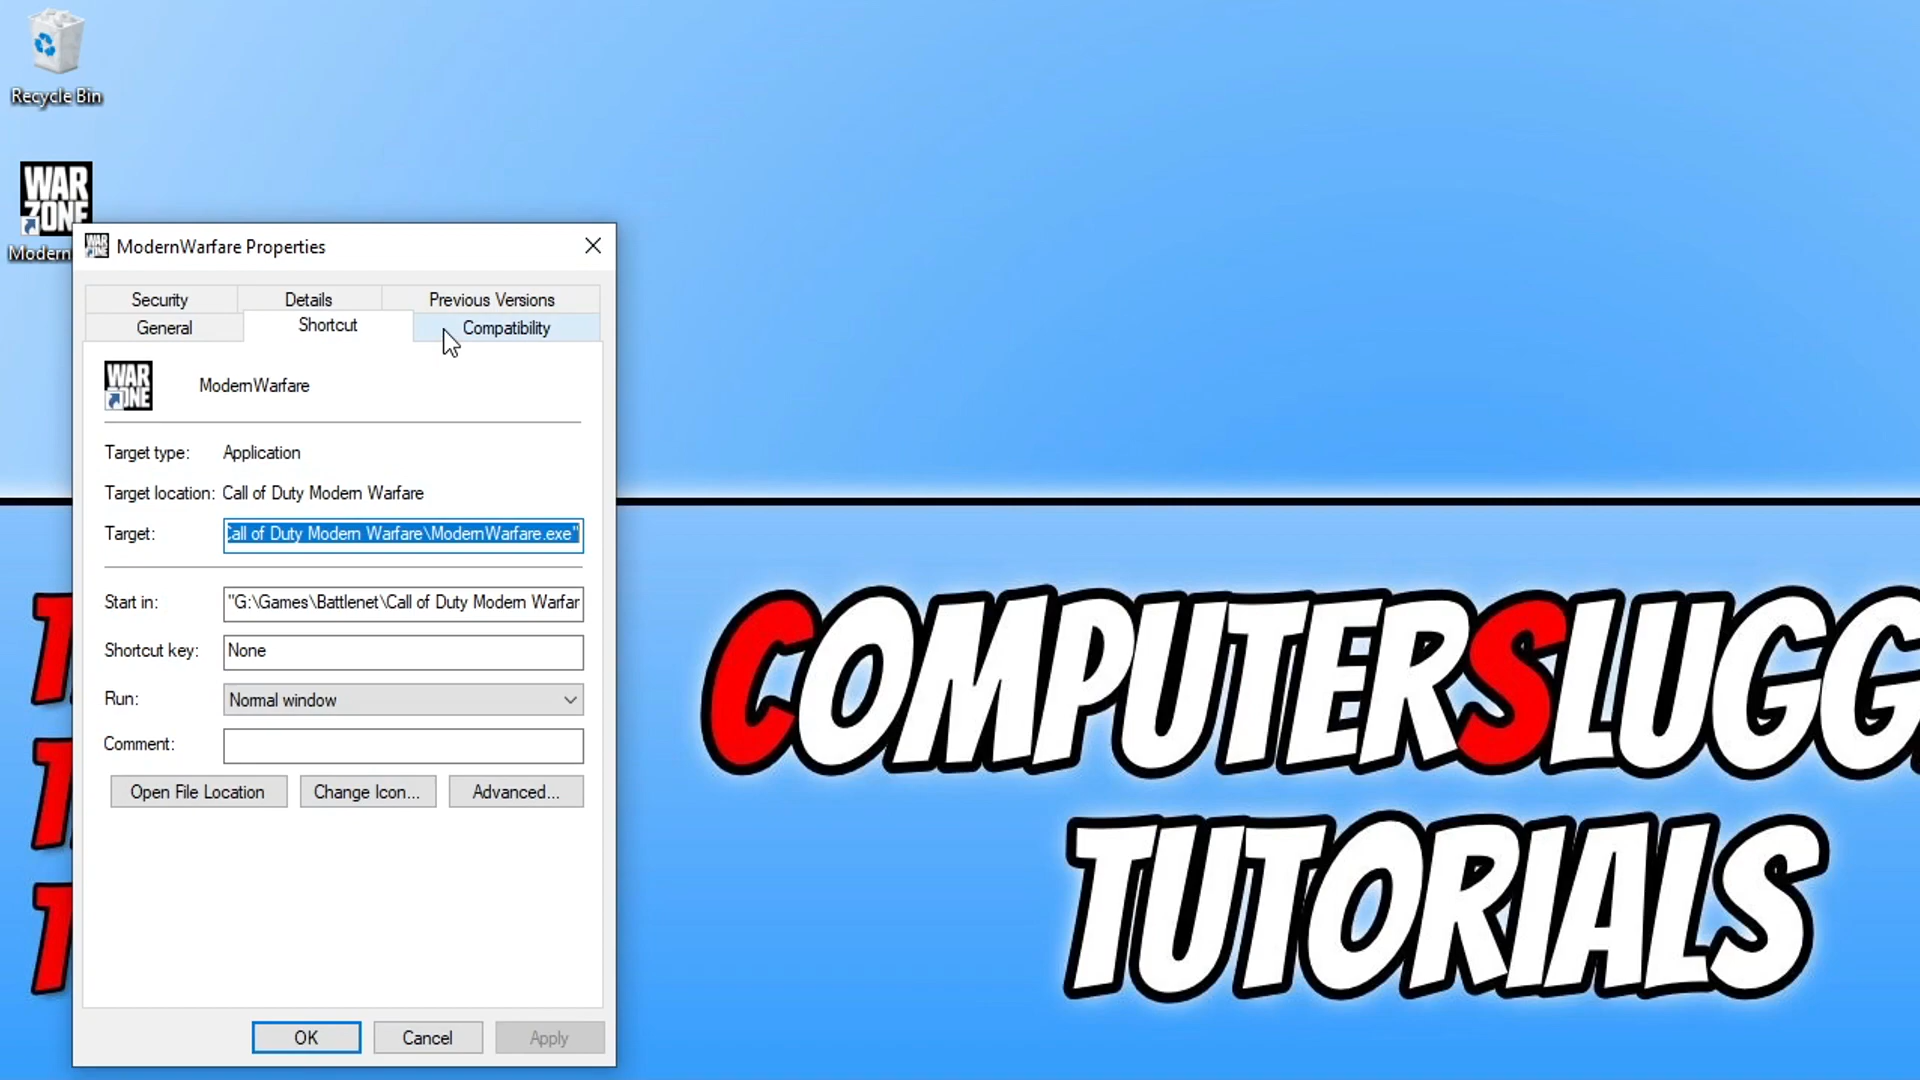 Recycle Bin
WAR
ZONE
Modern
ModernWarfare Properties
Security
Details
Previous Versions
General
Shortcut
Compatibility
WAR
ZONE
ModernWarfare
Target type:
Application
Target location:
Call of Duty Modern Warfare
Target:
Call of Duty Modern Warfare\ModernWarfare.exe"
Start in:
"G:\Games\Battlenet\Call of Duty Modern Warfar
Shortcut key:
None
Run:
Normal window
Comment:
Open File Location
Change Icon...
Advanced...
OK
Cancel
Apply
COMPUTERSLUGG
TUTORIALS